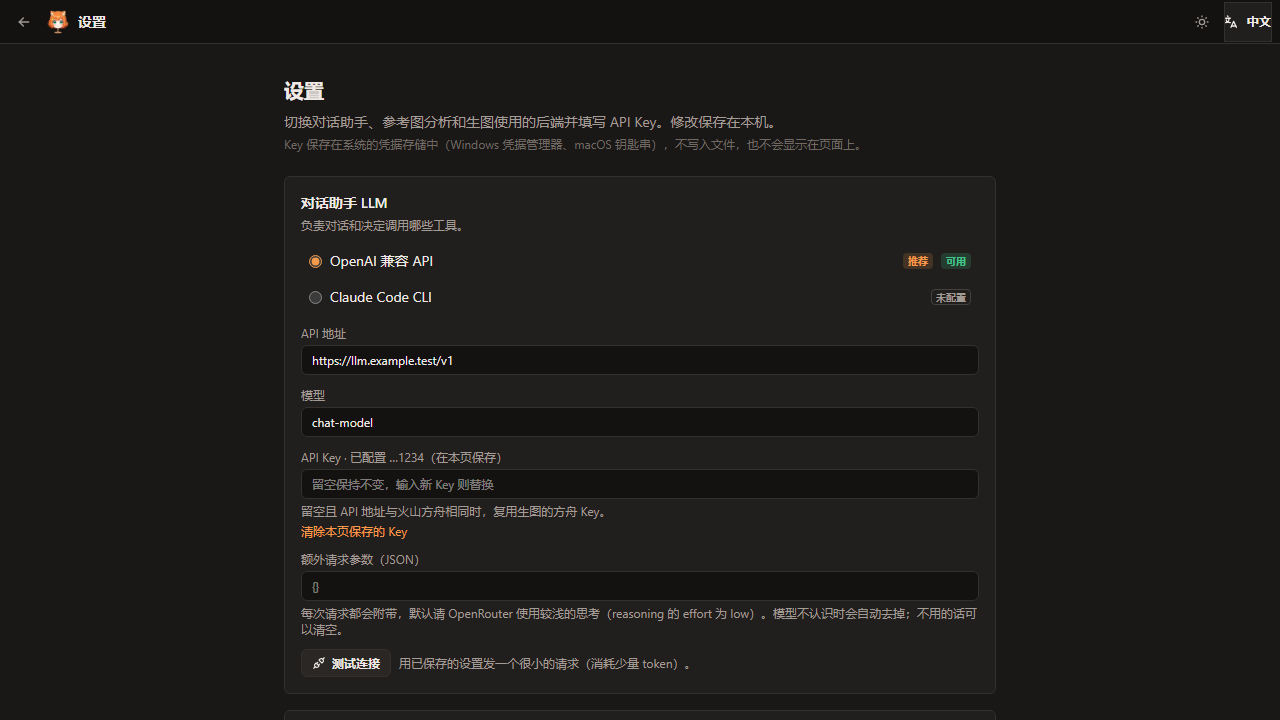 设置
中文
设置
切换对话助手、参考图分析和生图使用的后端并填写 API Key。修改保存在本机。
Key 保存在系统的凭据存储中（Windows 凭据管理器、macOS 钥匙串），不写入文件，也不会显示在页面上。
对话助手 LLM
负责对话和决定调用哪些工具。
OpenAI 兼容 API 推荐 可用
Claude Code CLI 未配置
API 地址
https://llm.example.test/v1
模型
chat-model
API Key · 已配置 ...1234（在本页保存）
留空保持不变，输入新 Key 则替换
留空且 API 地址与火山方舟相同时，复用生图的方舟 Key。
清除本页保存的 Key
额外请求参数（JSON）
{}
每次请求都会附带，默认请 OpenRouter 使用较浅的思考（reasoning 的 effort 为 low）。模型不认识时会自动去掉；不用的话可
以清空。
测试连接 用已保存的设置发一个很小的请求（消耗少量 token）。